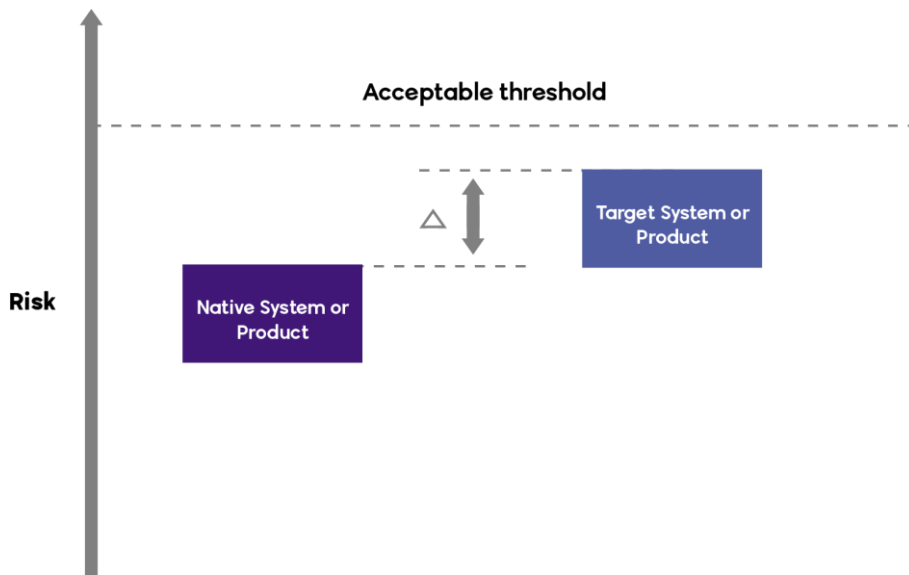 Acceptable threshold
Target System or
Product
△
Native System or
Product
Risk